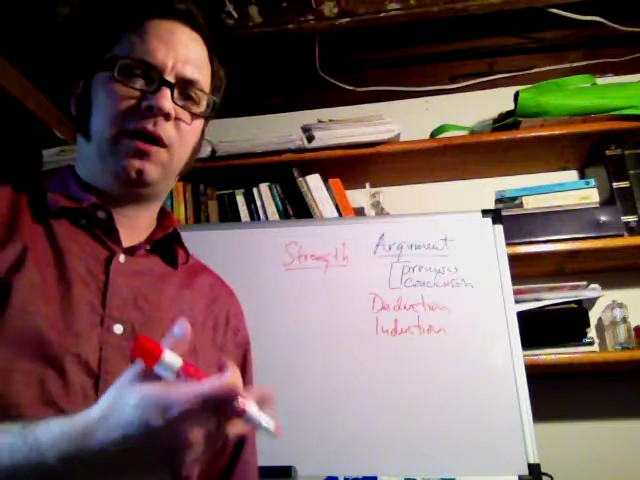 Strength
Argument
premises
Conclusion
Deduction
Induction